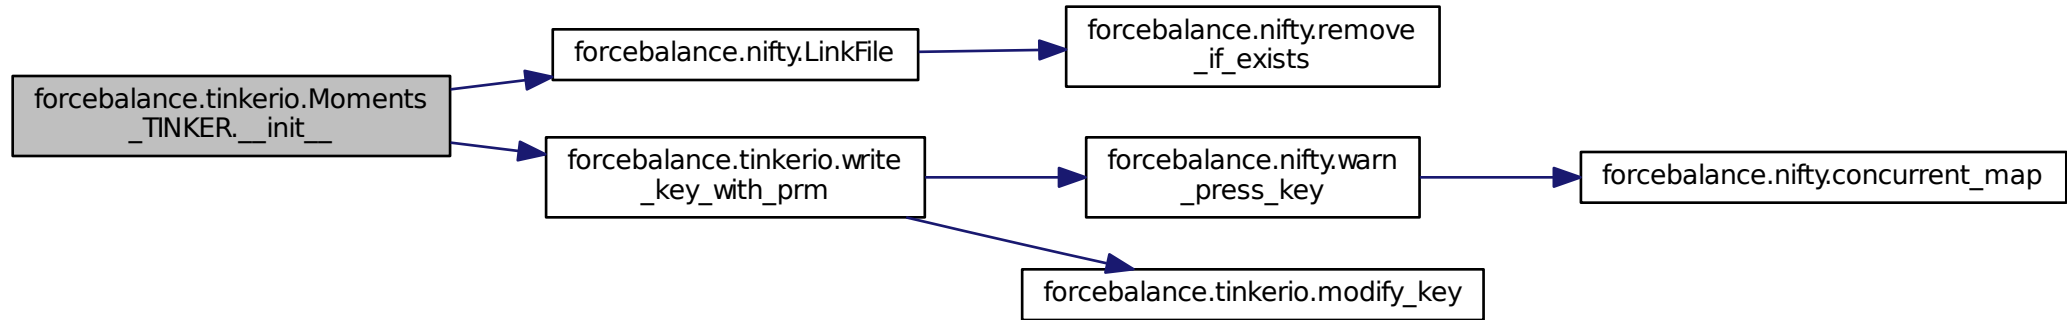 forcebalance.tinkerio.Moments
_TINKER.__init__
forcebalance.nifty.LinkFile
forcebalance.nifty.remove
_if_exists
forcebalance.tinkerio.write
_key_with_prm
forcebalance.nifty.warn
_press_key
forcebalance.nifty.concurrent_map
forcebalance.tinkerio.modify_key